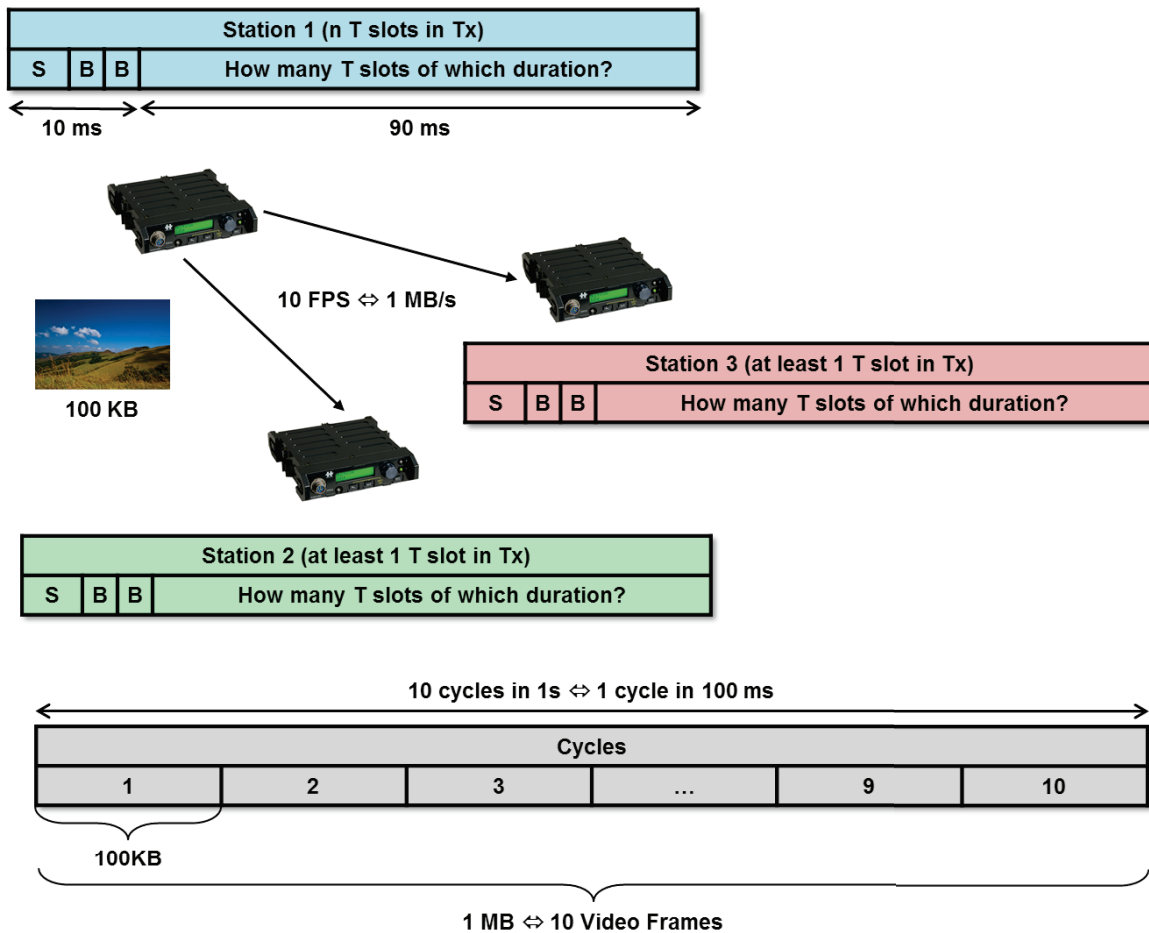 Station 1 (n T slots in Tx)
S B B How many T slots of which duration?
10 ms 90 ms
10 FPS ⇔ 1 MB/s
100 KB
Station 3 (at least 1 T slot in Tx)
S B B How many T slots of which duration?
Station 2 (at least 1 T slot in Tx)
S B B How many T slots of which duration?
10 cycles in 1s ⇔ 1 cycle in 100 ms
Cycles
1 2 3 … 9 10
100KB
1 MB ⇔ 10 Video Frames